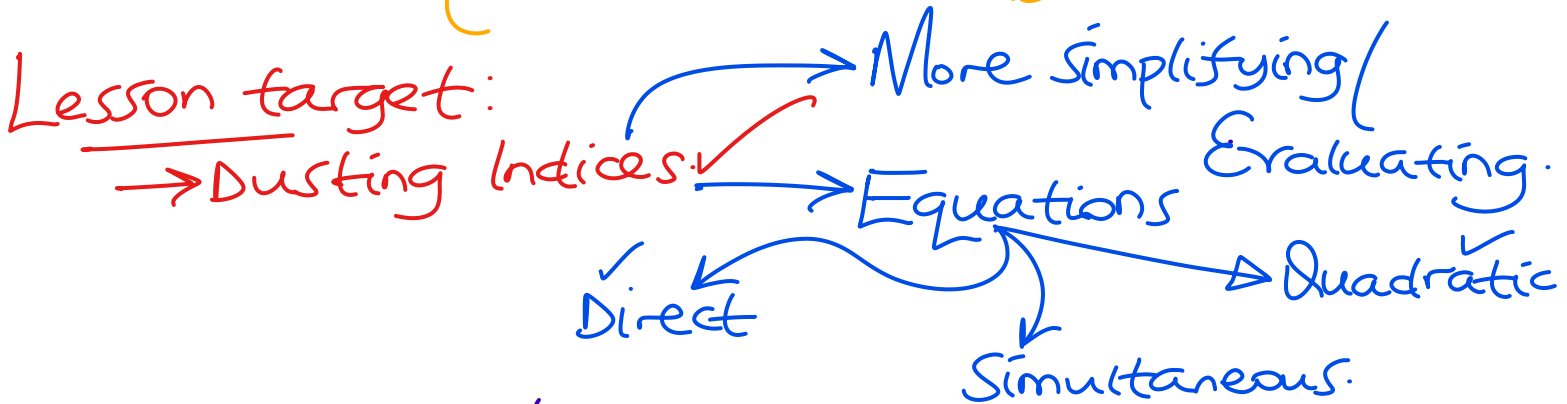 Lesson target:
→ Dusting Indices.
More simplifying/
Evaluating.
Equations
Direct
Quadratic
Simultaneous.